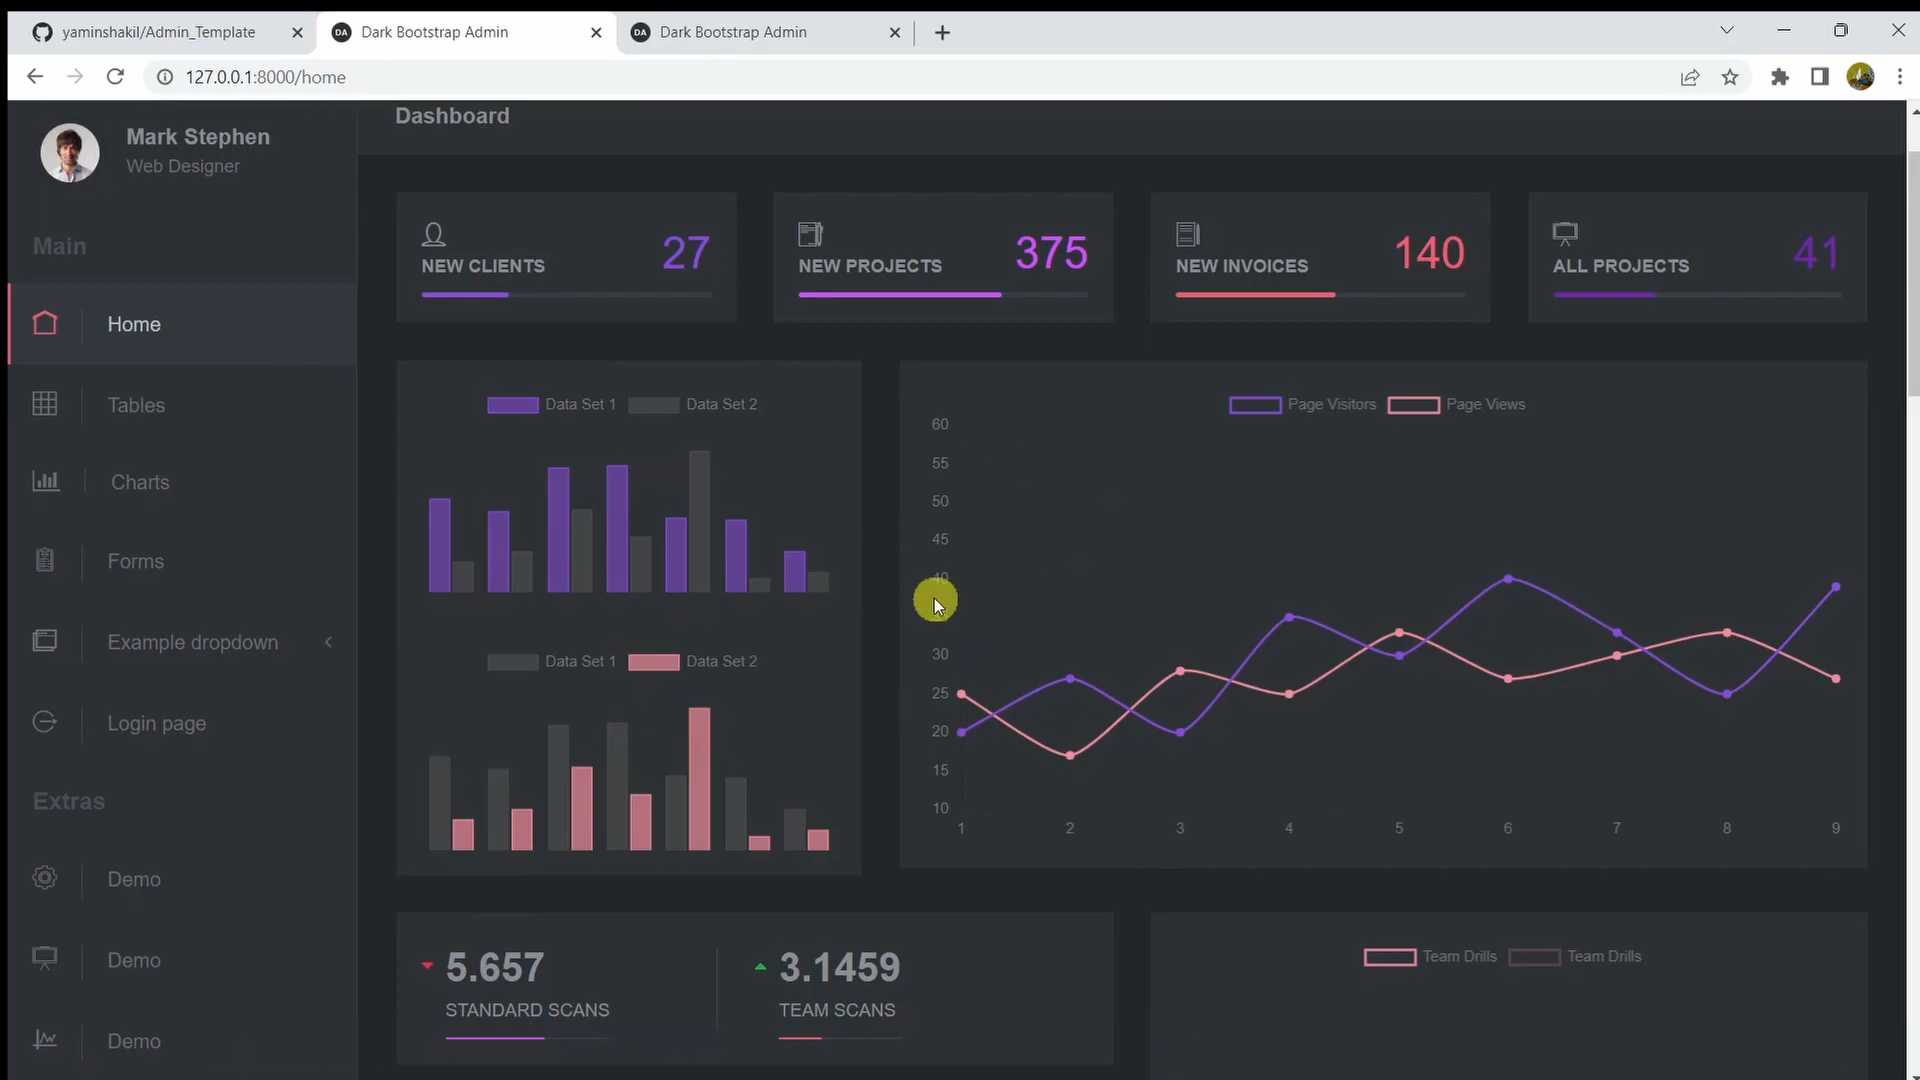 yaminshakil/Admin_Template
Dark Bootstrap Admin
Dark Bootstrap Admin
127.0.0.1:8000/home
Mark Stephen
Web Designer
Main
Home
Tables
Charts
Forms
Example dropdown
Login page
Extras
Demo
Demo
Demo
Dashboard
NEW CLIENTS
27
NEW PROJECTS
375
NEW INVOICES
140
ALL PROJECTS
41
Data Set 1 Data Set 2
Data Set 1 Data Set 2
Page Visitors Page Views
60
55
50
45
40
30
25
20
15
10
1 2 3 4 5 6 7 8 9
5.657
STANDARD SCANS
3.1459
TEAM SCANS
Team Drills Team Drills